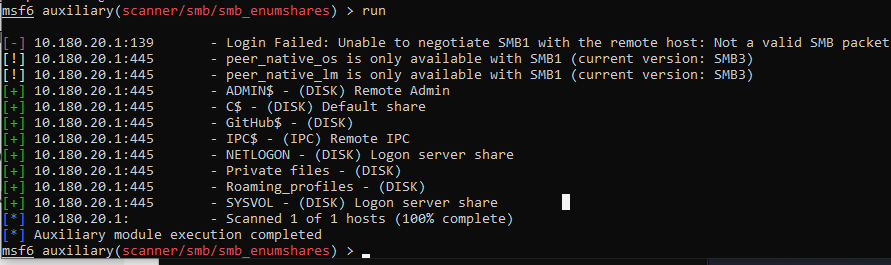 msf6 auxiliary(scanner/smb/smb_enumshares) > run
[-] 10.180.20.1:139 - Login Failed: Unable to negotiate SMB1 with the remote host: Not a valid SMB packet
[!] 10.180.20.1:445 - peer_native_os is only available with SMB1 (current version: SMB3)
[!] 10.180.20.1:445 - peer_native_lm is only available with SMB1 (current version: SMB3)
[+] 10.180.20.1:445 - ADMIN$ - (DISK) Remote Admin
[+] 10.180.20.1:445 - C$ - (DISK) Default share
[+] 10.180.20.1:445 - GitHub$ - (DISK)
[+] 10.180.20.1:445 - IPC$ - (IPC) Remote IPC
[+] 10.180.20.1:445 - NETLOGON - (DISK) Logon server share
[+] 10.180.20.1:445 - Private files - (DISK)
[+] 10.180.20.1:445 - Roaming_profiles - (DISK)
[+] 10.180.20.1:445 - SYSVOL - (DISK) Logon server share
[*] 10.180.20.1: - Scanned 1 of 1 hosts (100% complete)
[*] Auxiliary module execution completed
msf6 auxiliary(scanner/smb/smb_enumshares) >